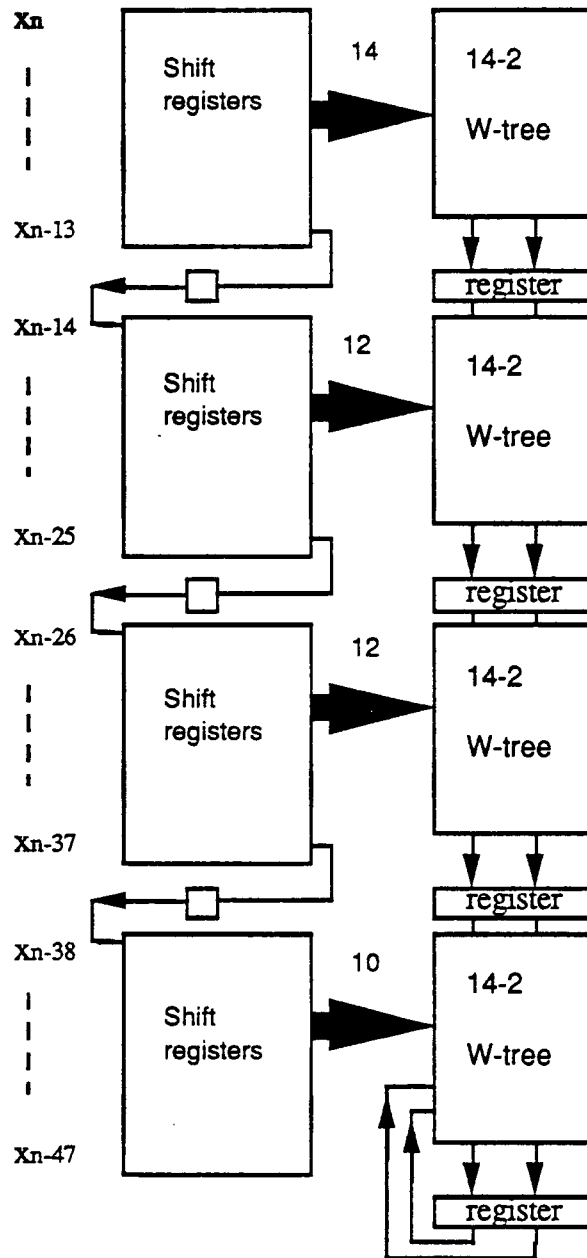 Xn
14
14-2
Shift
registers
W-tree
Xn-13
register
Xn-14
12
14-2
Shift
registers
W-tree
Xn-25
register
Xn-26
12
14-2
Shift
registers
W-tree
Xn-37
register
Xn-38
10
14-2
Shift
registers
W-tree
Xn-47
register